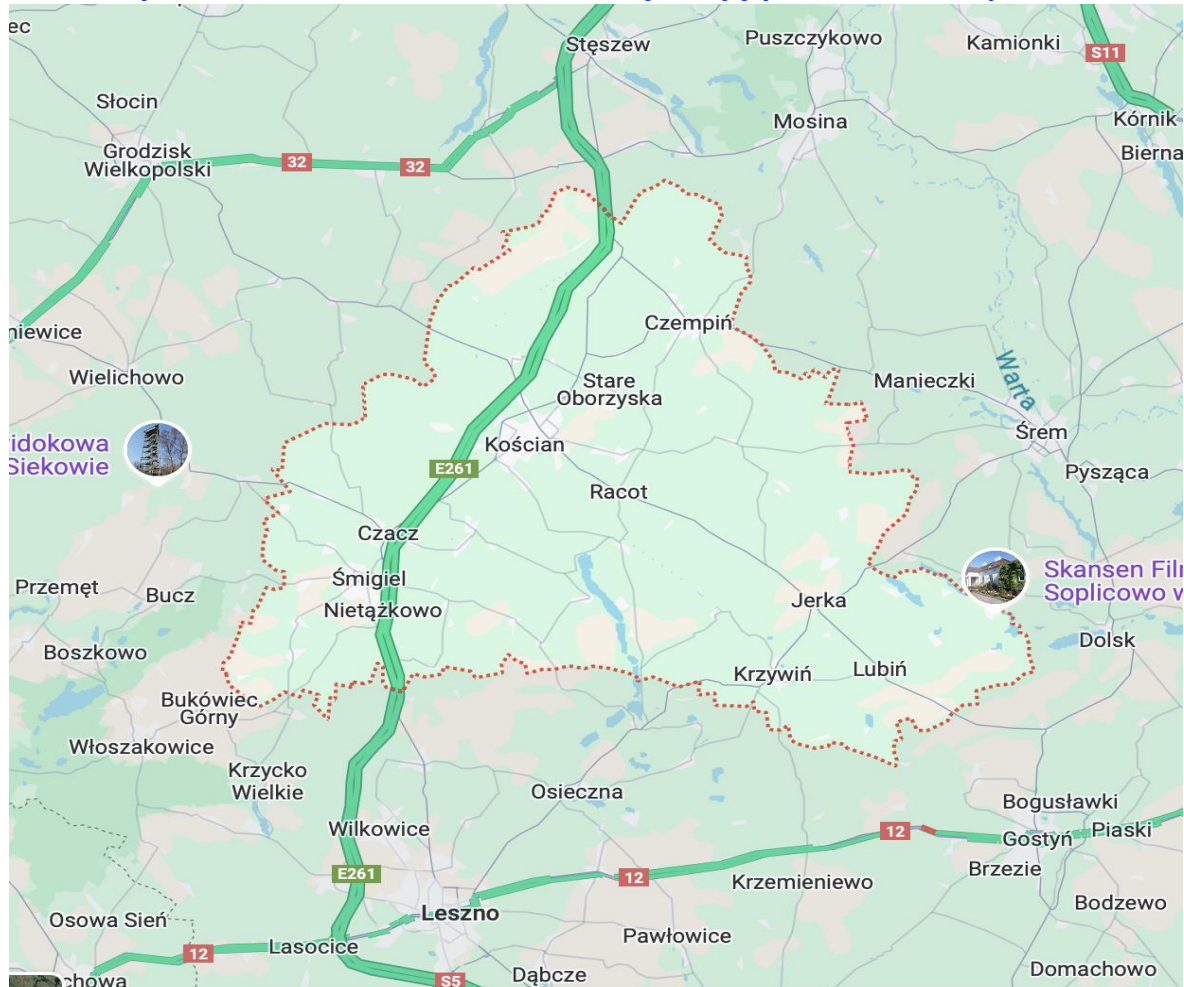 ec
Stęszew
Puszczykowo
Kamionki
S11
Słocin
Mosina
Kórnik
Grodzisk
Wielkopolski
32
32
Bierna
niewice
Czempiń
Wielichowo
Stare
Oborzyska
Manieczki
Warta
Śrem
idokowa
Siekowie
Kościan
E261
Pysząca
Racot
Czacz
Śmigiel
Nietążkowo
Przemęt
Bucz
Jerka
Skansen Film
Soplicowo w
Dolsk
Boszkowo
Krzywiń
Lubiń
Bukówiec
Górny
Włoszakowice
Krzycko
Wielkie
Osieczna
Bogusławki
Wilkowice
12
Gostyń
Piaski
E261
12
Krzemieniewo
Brzezie
Bodzewo
Leszno
Osowa Sień
12
Lasocice
Pawłowice
S5
Dąbcze
Domachowo
chowa